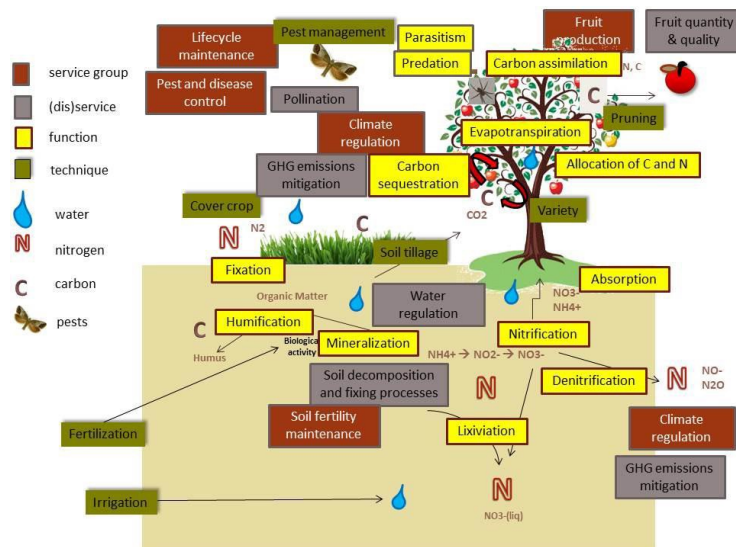 Lifecycle
maintenance
Pest management
Parasitism
Predation
Fruit
production
Fruit quantity
& quality
Carbon assimilation
N, C
service group
Pest and disease
control
Pollination
C
Pruning
(dis)service
Climate
regulation
Evapotranspiration
function
GHG emissions
mitigation
Carbon
sequestration
Allocation of C and N
technique
C
CO2
Cover crop
Variety
water
N
N2
C
Soil tillage
N
nitrogen
Fixation
Absorption
C
carbon
Organic Matter
Water
regulation
NO3-
NH4+
pests
C
Humification
Biological
activity
Mineralization
Nitrification
Humus
NH4+ → NO2- → NO3-
Soil decomposition
and fixing processes
N
Denitrification
N
NO-
N2O
Soil fertility
maintenance
Fertilization
Lixiviation
Climate
regulation
GHG emissions
mitigation
Irrigation
N
NO3-(liq)